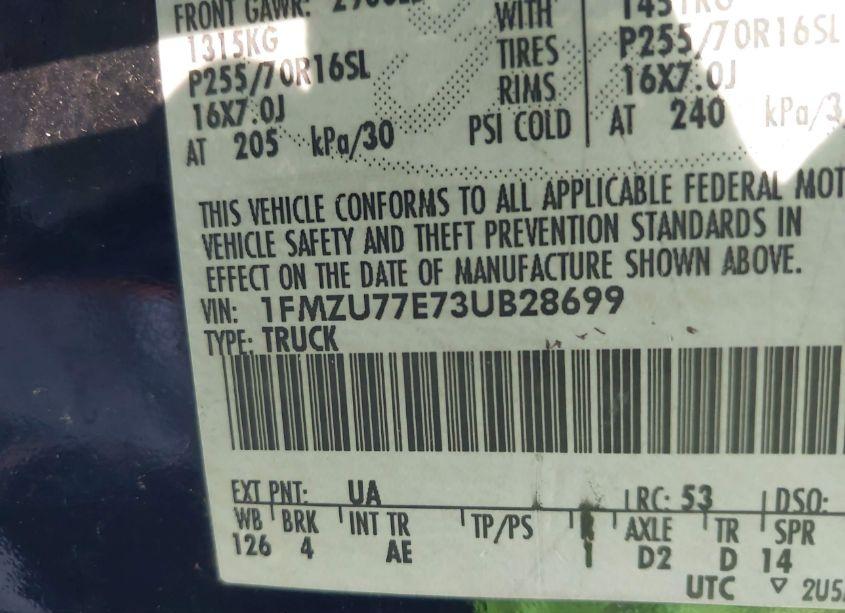 FRONT GAWR:
WITH
1451KG
1315KG
TIRES
P255/70R16SL
P255/70R16SL
RIMS
16X7.0J
16X7.0J
PSI COLD
AT 240 kPa/3
AT 205 kPa/30
THIS VEHICLE CONFORMS TO ALL APPLICABLE FEDERAL MOT
VEHICLE SAFETY AND THEFT PREVENTION STANDARDS IN
EFFECT ON THE DATE OF MANUFACTURE SHOWN ABOVE.
VIN: 1FMZU77E73UB28699
TYPE: TRUCK
EXT PNT: UA RC: 53 DSO:
WB BRK INT TR TP/PS R AXLE TR SPR
126 4 AE 1 D2 D 14
UTC ▽ 2U5